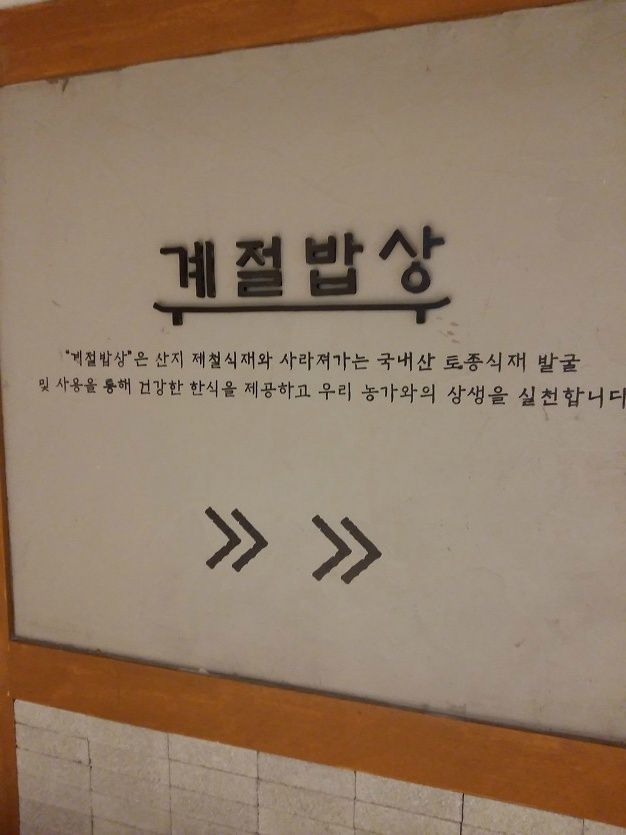 계절밥상
"계절밥상"은 산지 제철식재와 사라져가는 국내산 토종식재 발굴
및 사용을 통해 건강한 한식을 제공하고 우리 농가와의 상생을 실천합니다